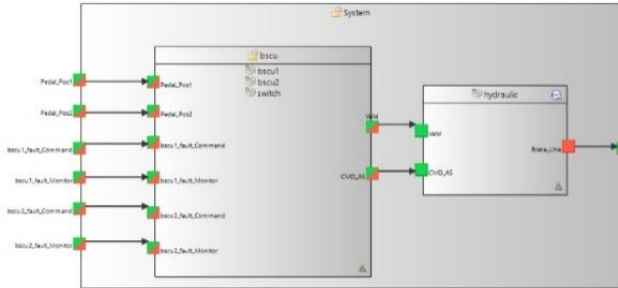 System
bscu
bscu1
bscu2
switch
hydraulic
Pedal_Pos1
Pedal_Pos1
Pedal_Pos2
Pedal_Pos2
Valid
Valid
Brake_Line
bscu1_fault_Command
bscu1_fault_Command
bscu1_fault_Monitor
bscu1_fault_Monitor
CMD_AS
CMD_AS
bscu2_fault_Command
bscu2_fault_Command
bscu2_fault_Monitor
bscu2_fault_Monitor